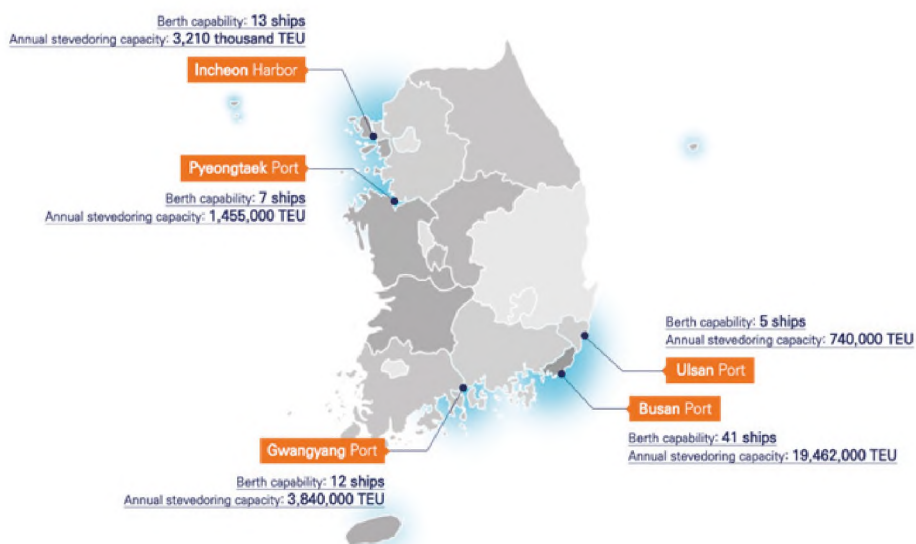 Berth capability: 13 ships
Annual stevedoring capacity: 3,210 thousand TEU
Incheon Harbor
Pyeongtaek Port
Berth capability: 7 ships
Annual stevedoring capacity: 1,455,000 TEU
Berth capability: 5 ships
Annual stevedoring capacity: 740,000 TEU
Ulsan Port
Busan Port
Berth capability: 41 ships
Annual stevedoring capacity: 19,462,000 TEU
Gwangyang Port
Berth capability: 12 ships
Annual stevedoring capacity: 3,840,000 TEU